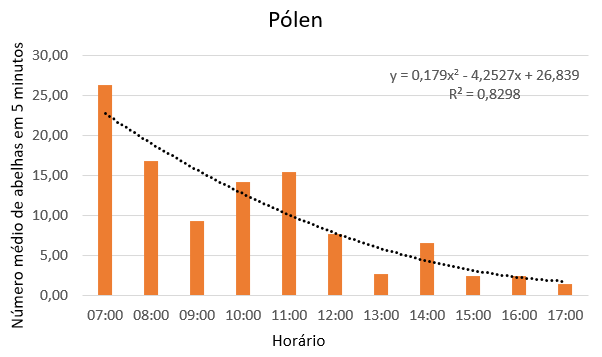 Pólen
y = 0,179x² - 4,2527x + 26,839
R² = 0,8298
Número médio de abelhas em 5 minutos
30,00
25,00
20,00
15,00
10,00
5,00
0,00
07:00 08:00 09:00 10:00 11:00 12:00 13:00 14:00 15:00 16:00 17:00
Horário